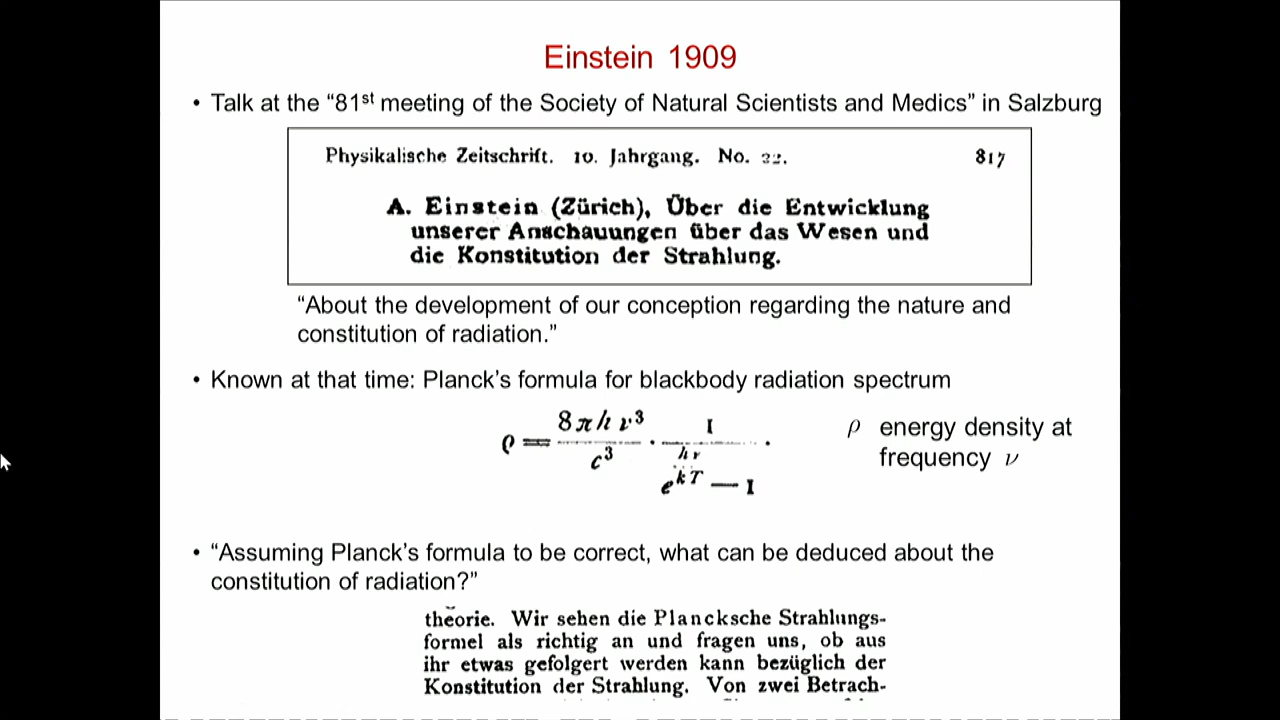 Einstein 1909
• Talk at the “81st meeting of the Society of Natural Scientists and Medics” in Salzburg
Physikalische Zeitschrift. 10. Jahrgang. No. 22. 817
A. Einstein (Zürich), Über die Entwicklung
unserer Anschauungen über das Wesen und
die Konstitution der Strahlung.
“About the development of our conception regarding the nature and
constitution of radiation.”
• Known at that time: Planck’s formula for blackbody radiation spectrum
ϱ = 8πhν³/c³ · 1/(e^(hν/kT) — 1) .
ρ energy density at
frequency ν
• “Assuming Planck’s formula to be correct, what can be deduced about the
constitution of radiation?”
theorie. Wir sehen die Plancksche Strahlungs-
formel als richtig an und fragen uns, ob aus
ihr etwas gefolgert werden kann bezüglich der
Konstitution der Strahlung. Von zwei Betrach-